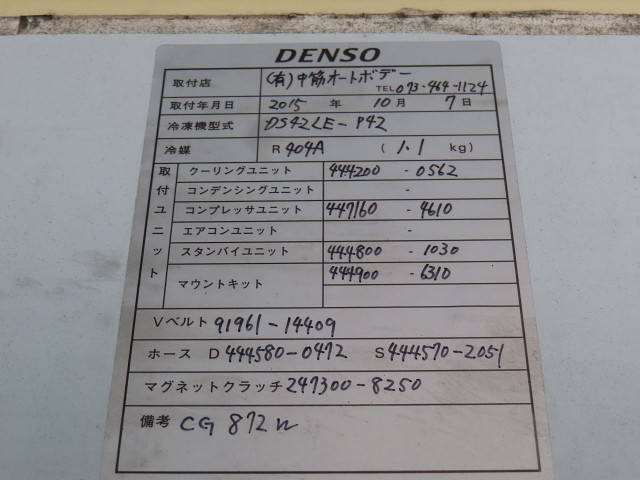 DENSO
取付店 (有)中筋オートボデー TEL 073-464-1124
取付年月日 2015 年 10 月 7 日
冷凍機型式 DS42LE-P42
冷媒 R 404A ( 1.1 kg)
取付ユニット
クーリングユニット 444200 - 0562
コンデンシングユニット -
コンプレッサユニット 447160 - 4610
エアコンユニット -
スタンバイユニット 444800 - 1030
マウントキット 444900 - 6310
Vベルト 91961-14409
ホース D 444580-0472 S 444570-2051
マグネットクラッチ 247300-8250
備考 CG 872W